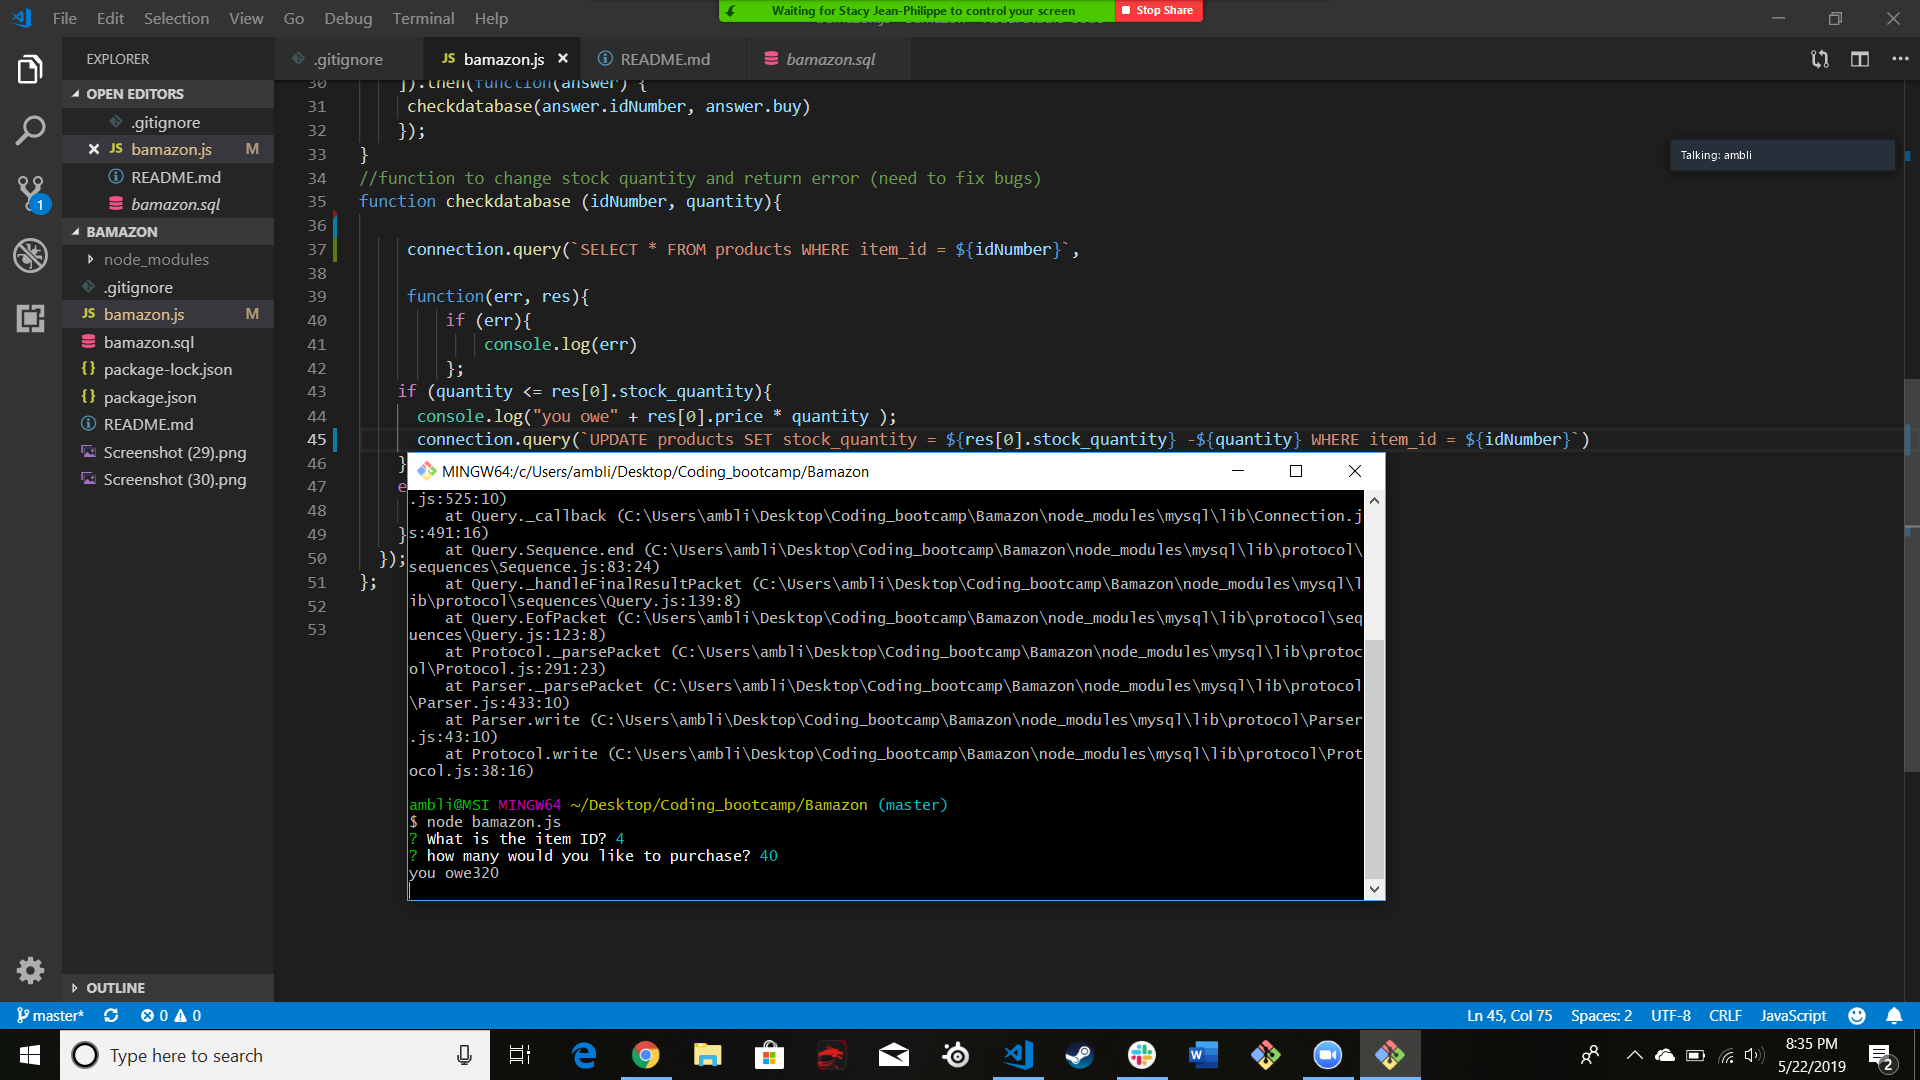 File Edit Selection View Go Debug Terminal Help
Waiting for Stacy Jean-Philippe to control your screen
Stop Share
EXPLORER
.gitignore
JS bamazon.js
README.md
bamazon.sql
OPEN EDITORS
.gitignore
JS bamazon.js M
README.md
bamazon.sql
1
BAMAZON
node_modules
.gitignore
JS bamazon.js M
bamazon.sql
{} package-lock.json
{} package.json
README.md
Screenshot (29).png
Screenshot (30).png
OUTLINE
30 ]).then(function(answer) {
31 checkdatabase(answer.idNumber, answer.buy)
32 });
33 }
34 //function to change stock quantity and return error (need to fix bugs)
35 function checkdatabase (idNumber, quantity){
36
37 connection.query(`SELECT * FROM products WHERE item_id = ${idNumber}`,
38
39 function(err, res){
40 if (err){
41 console.log(err)
42 };
43 if (quantity <= res[0].stock_quantity){
44 console.log("you owe" + res[0].price * quantity );
45 connection.query(`UPDATE products SET stock_quantity = ${res[0].stock_quantity} -${quantity} WHERE item_id = ${idNumber}`)
46 }
47 e
48
49 }
50 });
51 };
52
53
Talking: ambli
MINGW64:/c/Users/ambli/Desktop/Coding_bootcamp/Bamazon
.js:525:10)
at Query._callback (C:\Users\ambli\Desktop\Coding_bootcamp\Bamazon\node_modules\mysql\lib\Connection.j
s:491:16)
at Query.Sequence.end (C:\Users\ambli\Desktop\Coding_bootcamp\Bamazon\node_modules\mysql\lib\protocol\
sequences\Sequence.js:83:24)
at Query._handleFinalResultPacket (C:\Users\ambli\Desktop\Coding_bootcamp\Bamazon\node_modules\mysql\l
ib\protocol\sequences\Query.js:139:8)
at Query.EofPacket (C:\Users\ambli\Desktop\Coding_bootcamp\Bamazon\node_modules\mysql\lib\protocol\seq
uences\Query.js:123:8)
at Protocol._parsePacket (C:\Users\ambli\Desktop\Coding_bootcamp\Bamazon\node_modules\mysql\lib\protoc
ol\Protocol.js:291:23)
at Parser._parsePacket (C:\Users\ambli\Desktop\Coding_bootcamp\Bamazon\node_modules\mysql\lib\protocol
\Parser.js:433:10)
at Parser.write (C:\Users\ambli\Desktop\Coding_bootcamp\Bamazon\node_modules\mysql\lib\protocol\Parser
.js:43:10)
at Protocol.write (C:\Users\ambli\Desktop\Coding_bootcamp\Bamazon\node_modules\mysql\lib\protocol\Prot
ocol.js:38:16)
ambli@MSI MINGW64 ~/Desktop/Coding_bootcamp/Bamazon (master)
$ node bamazon.js
? What is the item ID? 4
? how many would you like to purchase? 40
you owe320
master* 0 0
Ln 45, Col 75 Spaces: 2 UTF-8 CRLF JavaScript
Type here to search
8:35 PM
5/22/2019
2